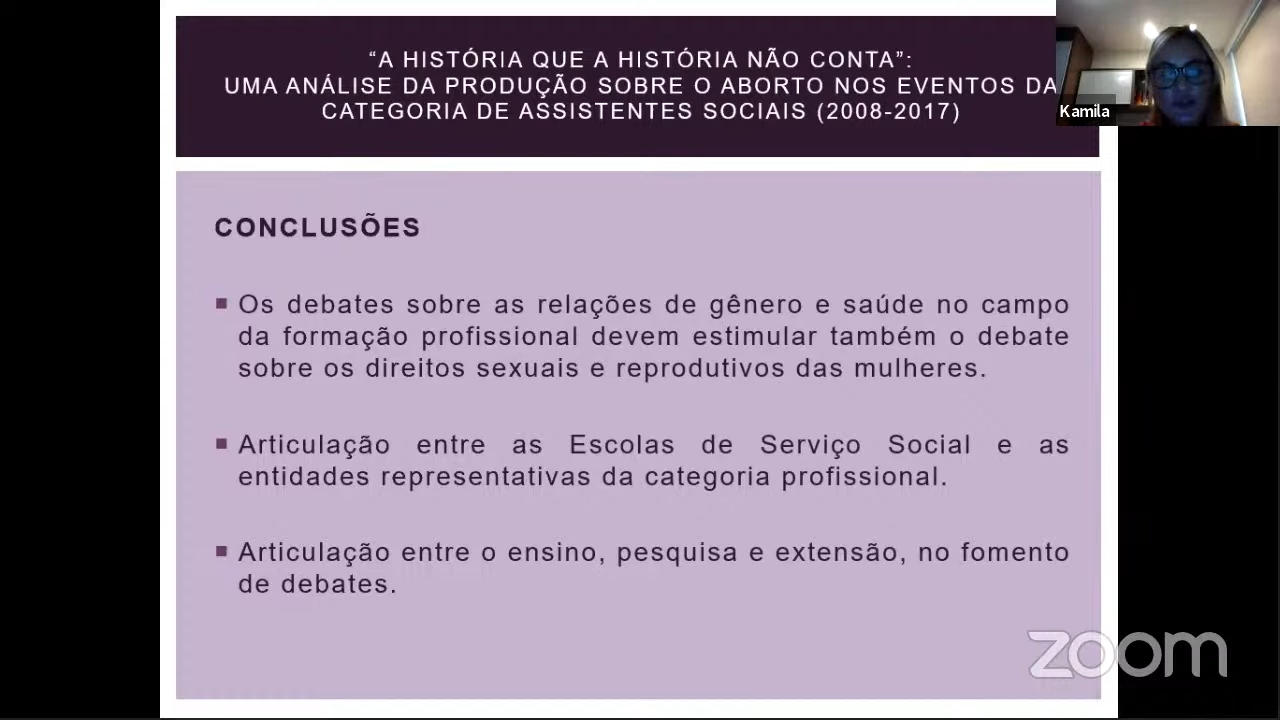 “A HISTÓRIA QUE A HISTÓRIA NÃO CONTA”:
UMA ANÁLISE DA PRODUÇÃO SOBRE O ABORTO NOS EVENTOS DA
CATEGORIA DE ASSISTENTES SOCIAIS (2008-2017)
Kamila
CONCLUSÕES
▪ Os debates sobre as relações de gênero e saúde no campo
da formação profissional devem estimular também o debate
sobre os direitos sexuais e reprodutivos das mulheres.
▪ Articulação entre as Escolas de Serviço Social e as
entidades representativas da categoria profissional.
▪ Articulação entre o ensino, pesquisa e extensão, no fomento
de debates.
zoom